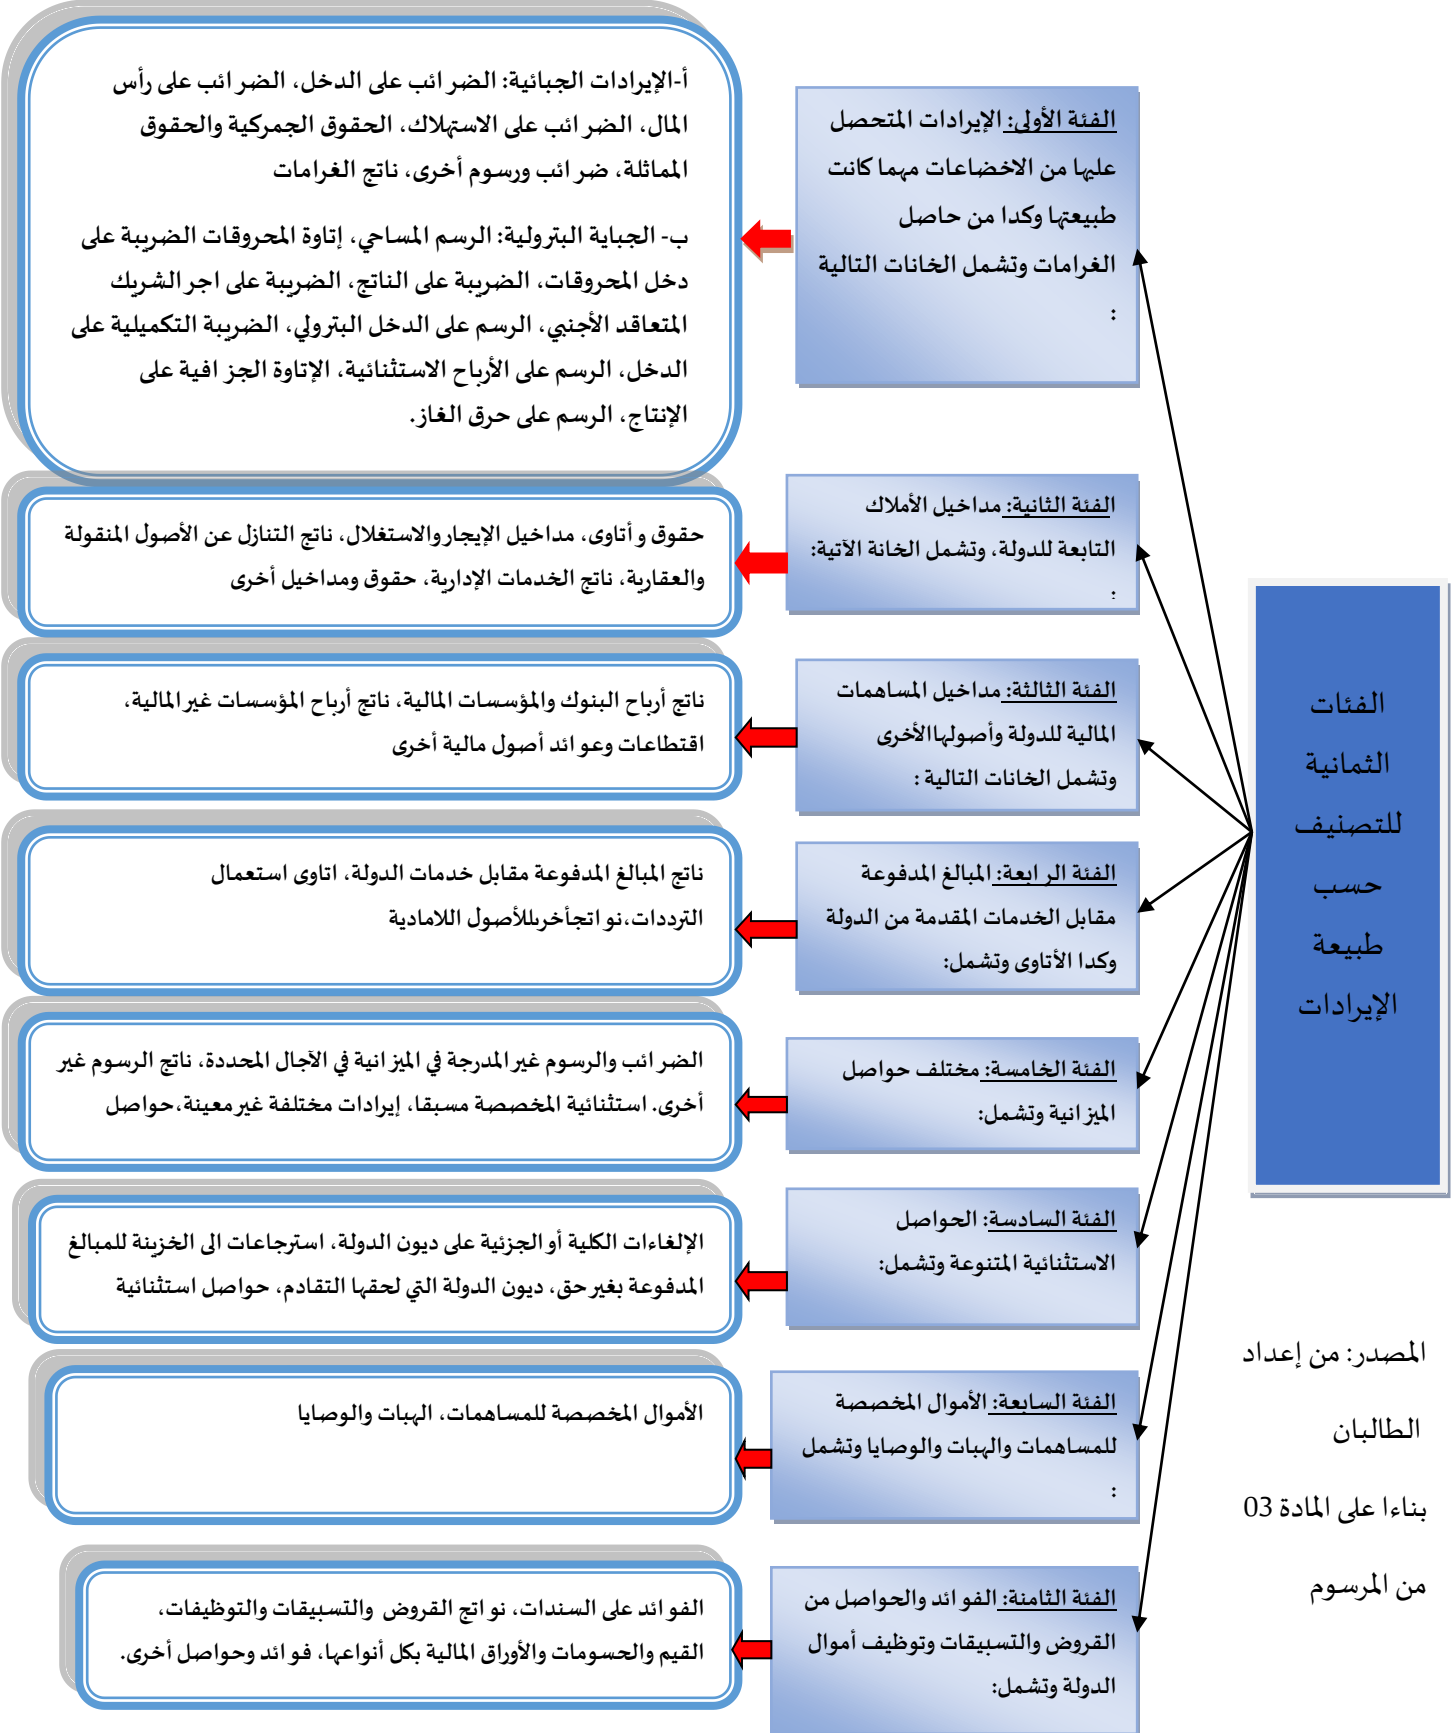 الفئات
الثمانية
للتصنيف
حسب
طبيعة
الإيرادات
الفئة الأولى: الإيرادات المتحصل
عليها من الاخضاعات مهما كانت
طبيعتها وكدا من حاصل
الغرامات وتشمل الخانات التالية
:
أ-الإيرادات الجبائية: الضرائب على الدخل، الضرائب على رأس
المال، الضرائب على الاستهلاك، الحقوق الجمركية والحقوق
المماثلة، ضرائب ورسوم أخرى، ناتج الغرامات
ب- الجباية البترولية: الرسم المساحي، إتاوة المحروقات الضريبة على
دخل المحروقات، الضريبة على الناتج، الضريبة على اجر الشريك
المتعاقد الأجنبي، الرسم على الدخل البترولي، الضريبة التكميلية على
الدخل، الرسم على الأرباح الاستثنائية، الإتاوة الجزافية على
الإنتاج، الرسم على حرق الغاز.
الفئة الثانية: مداخيل الأملاك
التابعة للدولة، وتشمل الخانة الآتية:
:
حقوق وأتاوى، مداخيل الإيجار والاستغلال، ناتج التنازل عن الأصول المنقولة
والعقارية، ناتج الخدمات الإدارية، حقوق ومداخيل أخرى
الفئة الثالثة: مداخيل المساهمات
المالية للدولة وأصولهاالأخرى
وتشمل الخانات التالية :
ناتج أرباح البنوك والمؤسسات المالية، ناتج أرباح المؤسسات غير المالية،
اقتطاعات وعوائد أصول مالية أخرى
الفئة الرابعة: المبالغ المدفوعة
مقابل الخدمات المقدمة من الدولة
وكدا الأتاوى وتشمل:
ناتج المبالغ المدفوعة مقابل خدمات الدولة، اتاوى استعمال
الترددات،نواتجأخربللأصول اللامادية
الفئة الخامسة: مختلف حواصل
الميزانية وتشمل:
الضرائب والرسوم غير المدرجة في الميزانية في الآجال المحددة، ناتج الرسوم غير
أخرى. استثنائية المخصصة مسبقا، إيرادات مختلفة غير معينة،حواصل
الفئة السادسة: الحواصل
الاستثنائية المتنوعة وتشمل:
الإلغاءات الكلية أو الجزئية على ديون الدولة، استرجاعات الى الخزينة للمبالغ
المدفوعة بغير حق، ديون الدولة التي لحقها التقادم، حواصل استثنائية
الفئة السابعة: الأموال المخصصة
للمساهمات والهبات والوصايا وتشمل
:
الأموال المخصصة للمساهمات، الهبات والوصايا
الفئة الثامنة: الفوائد والحواصل من
القروض والتسبيقات وتوظيف أموال
الدولة وتشمل:
الفوائد على السندات، نواتج القروض والتسبيقات والتوظيفات،
القيم والحسومات والأوراق المالية بكل أنواعها، فوائد وحواصل أخرى.
المصدر: من إعداد
الطالبان
بناءا على المادة 03
من المرسوم